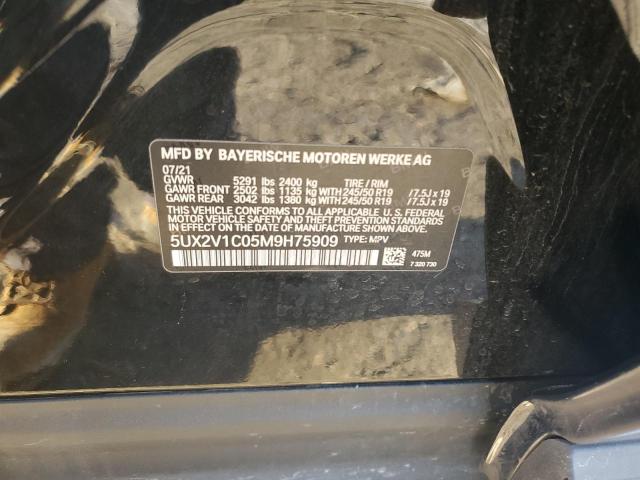 MFD BY BAYERISCHE MOTOREN WERKE AG
07/21
GVWR 5291 lbs 2400 kg TIRE / RIM
GAWR FRONT 2502 lbs 1135 kg WITH 245/50 R19 /7.5J x 19
GAWR REAR 3042 lbs 1380 kg WITH 245/50 R19 /7.5J x 19
THIS VEHICLE CONFORMS TO ALL APPLICABLE U. S. FEDERAL
MOTOR VEHICLE SAFETY AND THEFT PREVENTION STANDARDS
IN EFFECT ON THE DATE OF MANUFACTURE SHOWN ABOVE.
5UX2V1C05M9H75909 TYPE: MPV
475M
7 320 730